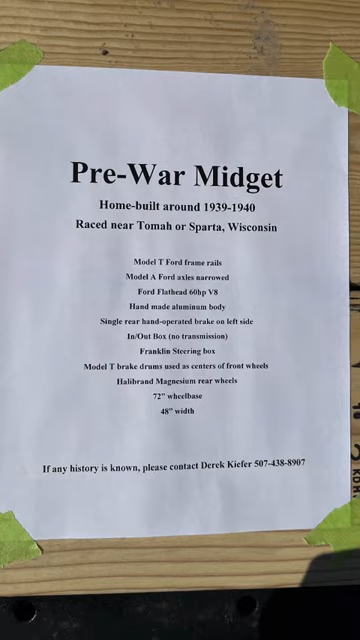 Pre-War Midget
Home-built around 1939-1940
Raced near Tomah or Sparta, Wisconsin
Model T Ford frame rails
Model A Ford axles narrowed
Ford Flathead 60hp V8
Hand made aluminum body
Single rear hand-operated brake on left side
In/Out Box (no transmission)
Franklin Steering box
Model T brake drums used as centers of front wheels
Halibrand Magnesium rear wheels
72" wheelbase
48" width
If any history is known, please contact Derek Kiefer 507-438-8907